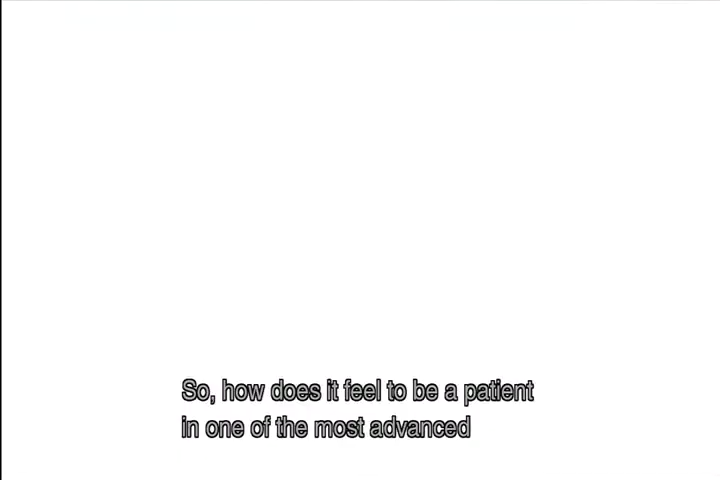 So, how does it feel to be a patient
in one of the most advanced